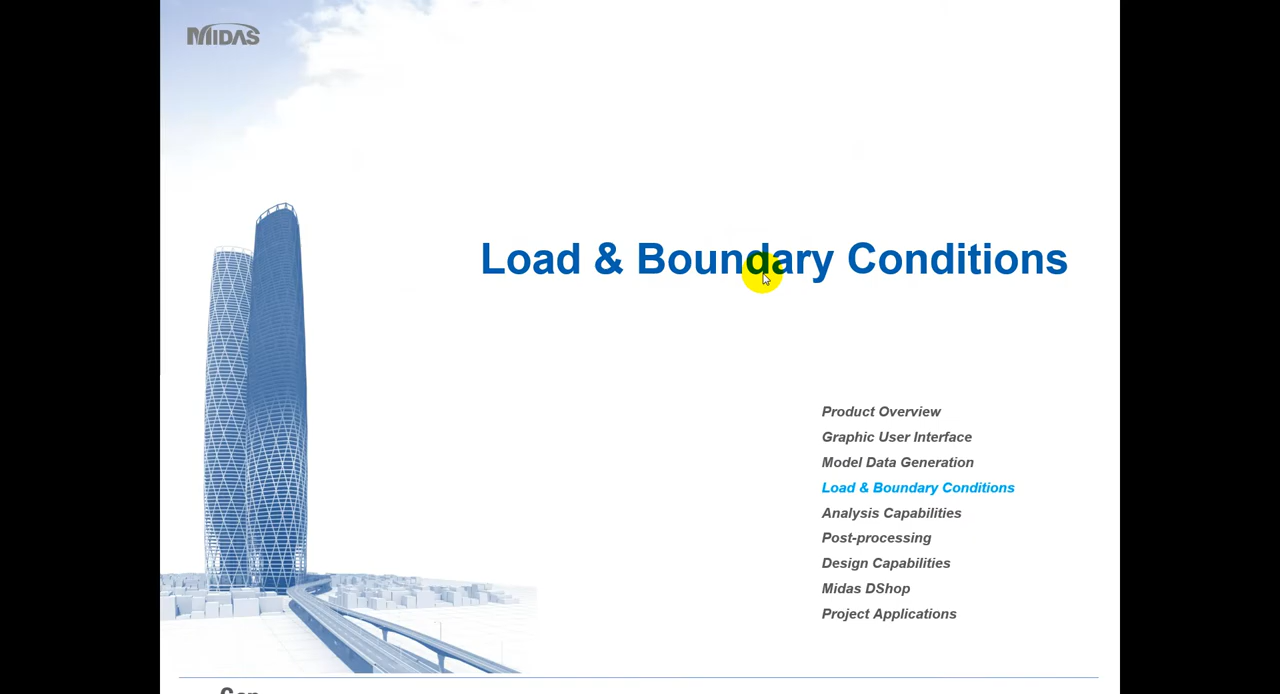 MIDAS
Load & Boundary Conditions
Product Overview
Graphic User Interface
Model Data Generation
Load & Boundary Conditions
Analysis Capabilities
Post-processing
Design Capabilities
Midas DShop
Project Applications